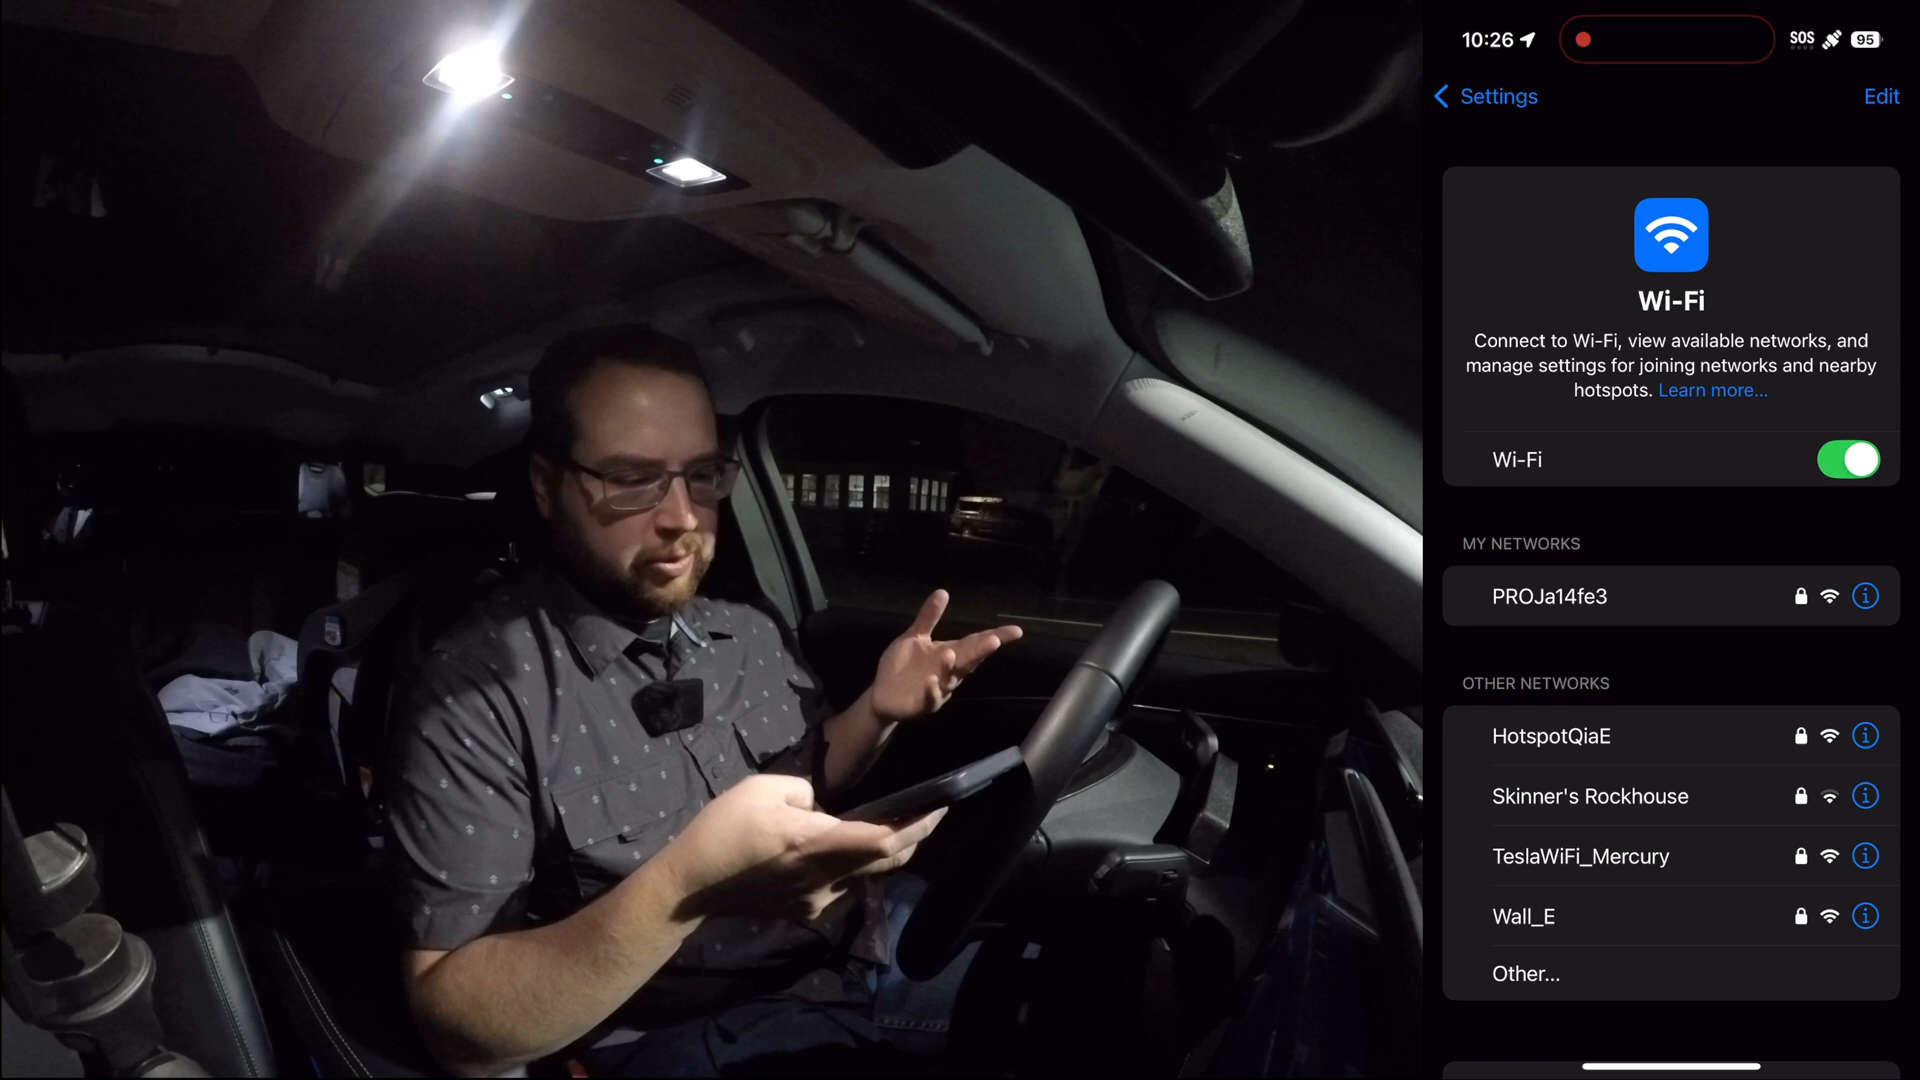 10:26
SOS
95
Settings
Edit
Wi-Fi
Connect to Wi-Fi, view available networks, and
manage settings for joining networks and nearby
hotspots. Learn more...
Wi-Fi
MY NETWORKS
PROJa14fe3
OTHER NETWORKS
HotspotQiaE
Skinner's Rockhouse
TeslaWiFi_Mercury
Wall_E
Other...